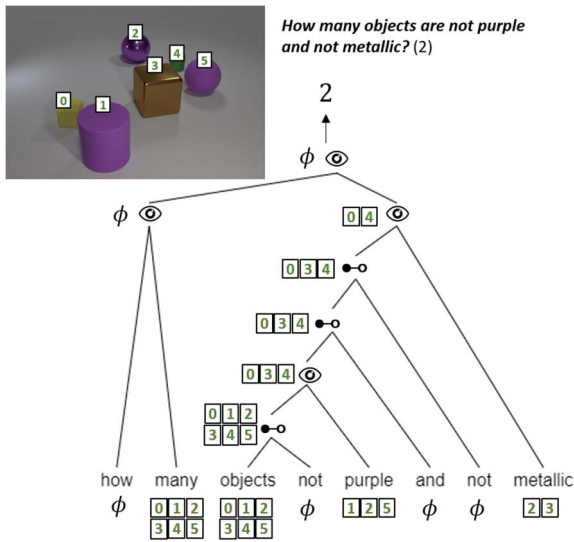 How many objects are not purple
and not metallic? (2)
2
3
4
5
0
1
2
ϕ
ϕ
0 4
0 3 4
0 3 4
0 3 4
0 1 2
3 4 5
how many objects not purple and not metallic
ϕ 0 1 2 0 1 2 ϕ 1 2 5 ϕ ϕ 2 3
3 4 5 3 4 5